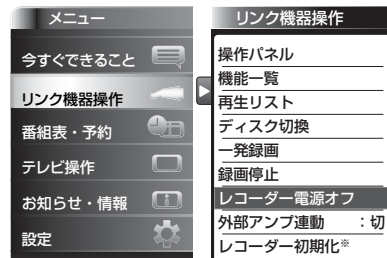 メニュー
今すぐできること
リンク機器操作
番組表・予約
テレビ操作
お知らせ・情報
設定
リンク機器操作
操作パネル
機能一覧
再生リスト
ディスク切換
一発録画
録画停止
レコーダー電源オフ
外部アンプ連動 ：切
レコーダー初期化※